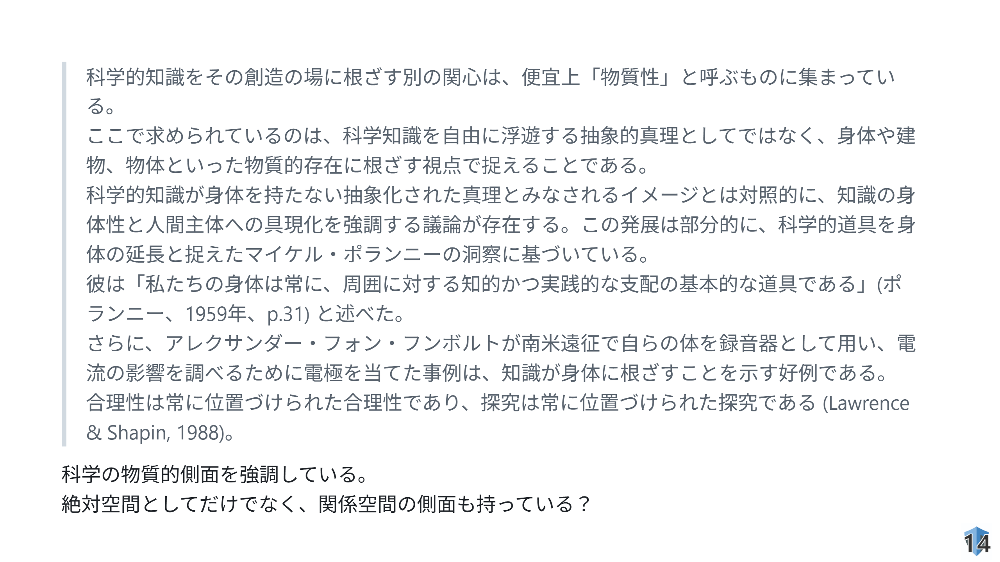 科学的知識をその創造の場に根ざす別の関心は、便宜上「物質性」と呼ぶものに集まってい
る。
ここで求められているのは、科学知識を自由に浮遊する抽象的真理としてではなく、身体や建
物、物体といった物質的存在に根ざす視点で捉えることである。
科学的知識が身体を持たない抽象化された真理とみなされるイメージとは対照的に、知識の身
体性と人間主体への具現化を強調する議論が存在する。この発展は部分的に、科学的道具を身
体の延長と捉えたマイケル・ポランニーの洞察に基づいている。
彼は「私たちの身体は常に、周囲に対する知的かつ実践的な支配の基本的な道具である」(ポ
ランニー、1959年、p.31) と述べた。
さらに、アレクサンダー・フォン・フンボルトが南米遠征で自らの体を録音器として用い、電
流の影響を調べるために電極を当てた事例は、知識が身体に根ざすことを示す好例である。
合理性は常に位置づけられた合理性であり、探究は常に位置づけられた探究である (Lawrence
& Shapin, 1988)。
科学の物質的側面を強調している。
絶対空間としてだけでなく、関係空間の側面も持っている？
14